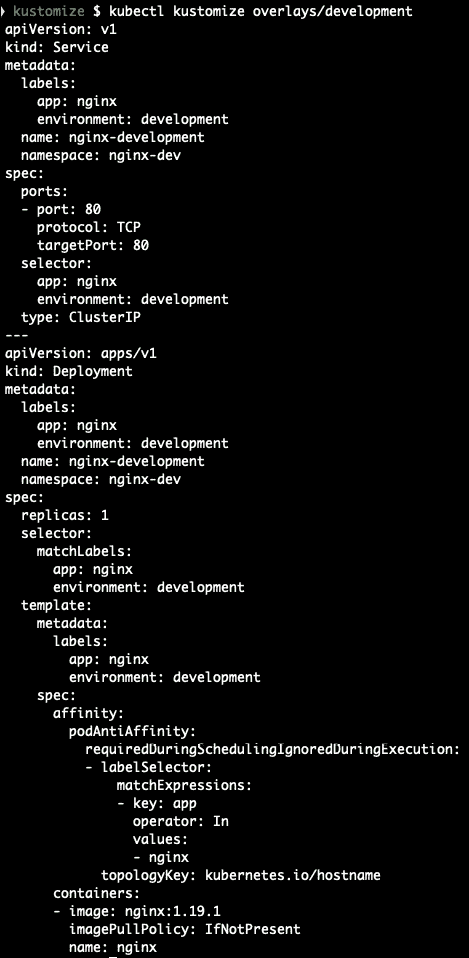 kustomize $ kubectl kustomize overlays/development
apiVersion: v1
kind: Service
metadata:
  labels:
    app: nginx
    environment: development
  name: nginx-development
  namespace: nginx-dev
spec:
  ports:
  - port: 80
    protocol: TCP
    targetPort: 80
  selector:
    app: nginx
    environment: development
  type: ClusterIP
---
apiVersion: apps/v1
kind: Deployment
metadata:
  labels:
    app: nginx
    environment: development
  name: nginx-development
  namespace: nginx-dev
spec:
  replicas: 1
  selector:
    matchLabels:
      app: nginx
      environment: development
  template:
    metadata:
      labels:
        app: nginx
        environment: development
    spec:
      affinity:
        podAntiAffinity:
          requiredDuringSchedulingIgnoredDuringExecution:
          - labelSelector:
              matchExpressions:
              - key: app
                operator: In
                values:
                - nginx
            topologyKey: kubernetes.io/hostname
      containers:
      - image: nginx:1.19.1
        imagePullPolicy: IfNotPresent
        name: nginx